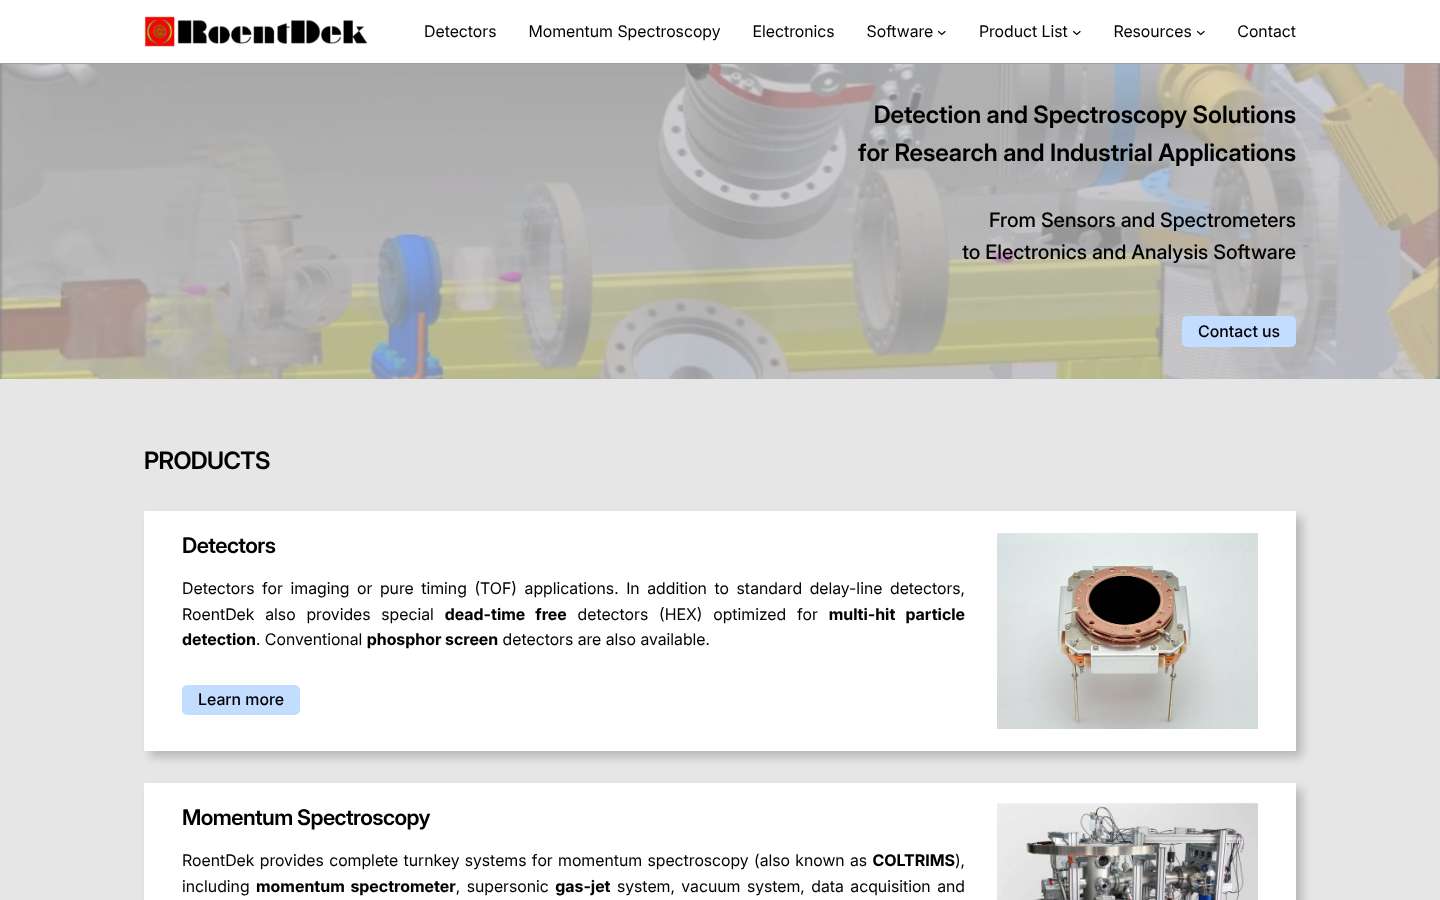 RoentDek
Detectors
Momentum Spectroscopy
Electronics
Software
Product List
Resources
Contact
Detection and Spectroscopy Solutions
for Research and Industrial Applications
From Sensors and Spectrometers
to Electronics and Analysis Software
Contact us
PRODUCTS
Detectors
Detectors for imaging or pure timing (TOF) applications. In addition to standard delay-line detectors,
RoentDek also provides special dead-time free detectors (HEX) optimized for multi-hit particle
detection. Conventional phosphor screen detectors are also available.
Learn more
Momentum Spectroscopy
RoentDek provides complete turnkey systems for momentum spectroscopy (also known as COLTRIMS),
including momentum spectrometer, supersonic gas-jet system, vacuum system, data acquisition and